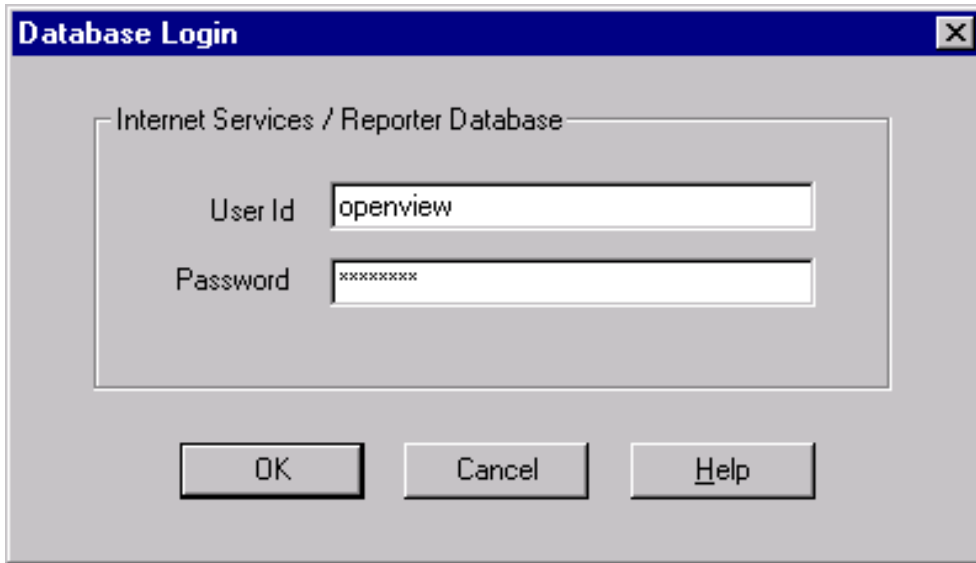 Database Login
Internet Services / Reporter Database
User Id openview
Password ********
OK Cancel Help